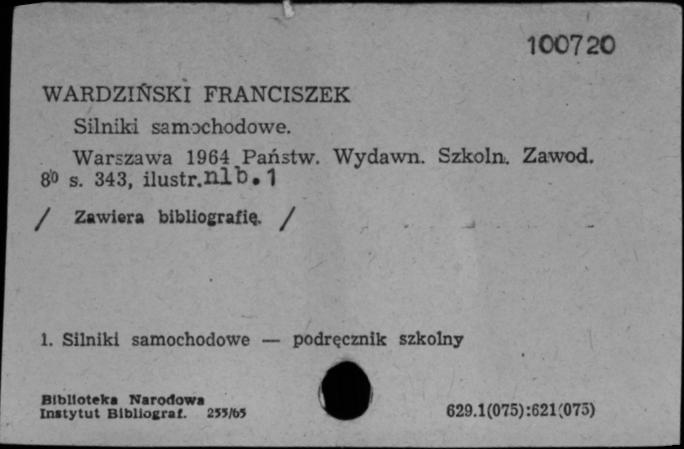 100720
WARDZIŃSKI FRANCISZEK
Silniki samochodowe.
Warszawa 1964 Państw. Wydawn. Szkoln. Zawod.
8° s. 343, ilustr. nlb. 1
/ Zawiera bibliografię. /
1. Silniki samochodowe — podręcznik szkolny
Biblioteka Narodowa
Instytut Bibliograf. 255/65
629.1(075):621(075)